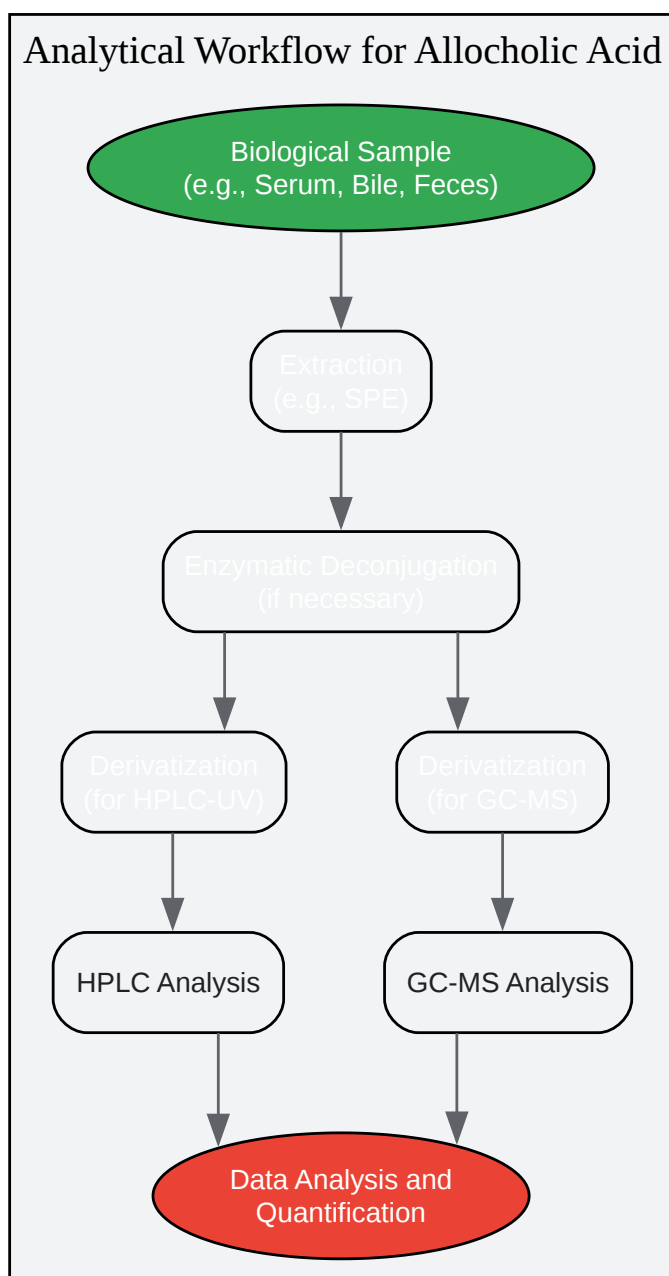 Analytical Workflow for Allocholic Acid
Biological Sample
(e.g., Serum, Bile, Feces)
Extraction
(e.g., SPE)
Enzymatic Deconjugation
(if necessary)
Derivatization
(for HPLC-UV)
Derivatization
(for GC-MS)
HPLC Analysis
GC-MS Analysis
Data Analysis and
Quantification